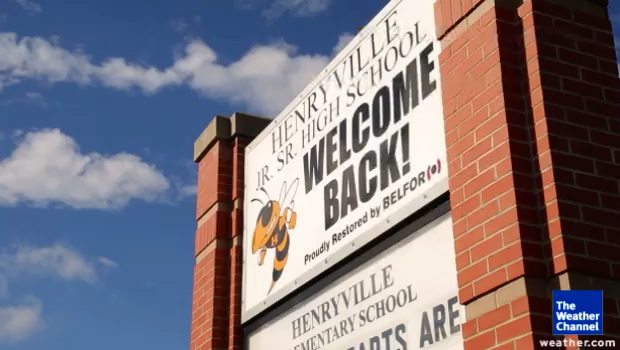 HENRYVILLE
JR. SR. HIGH SCHOOL
WELCOME
BACK!
Proudly Restored by BELFOR
HENRYVILLE
ELEMENTARY SCHOOL
ARE
The
Weather
Channel
weather.com